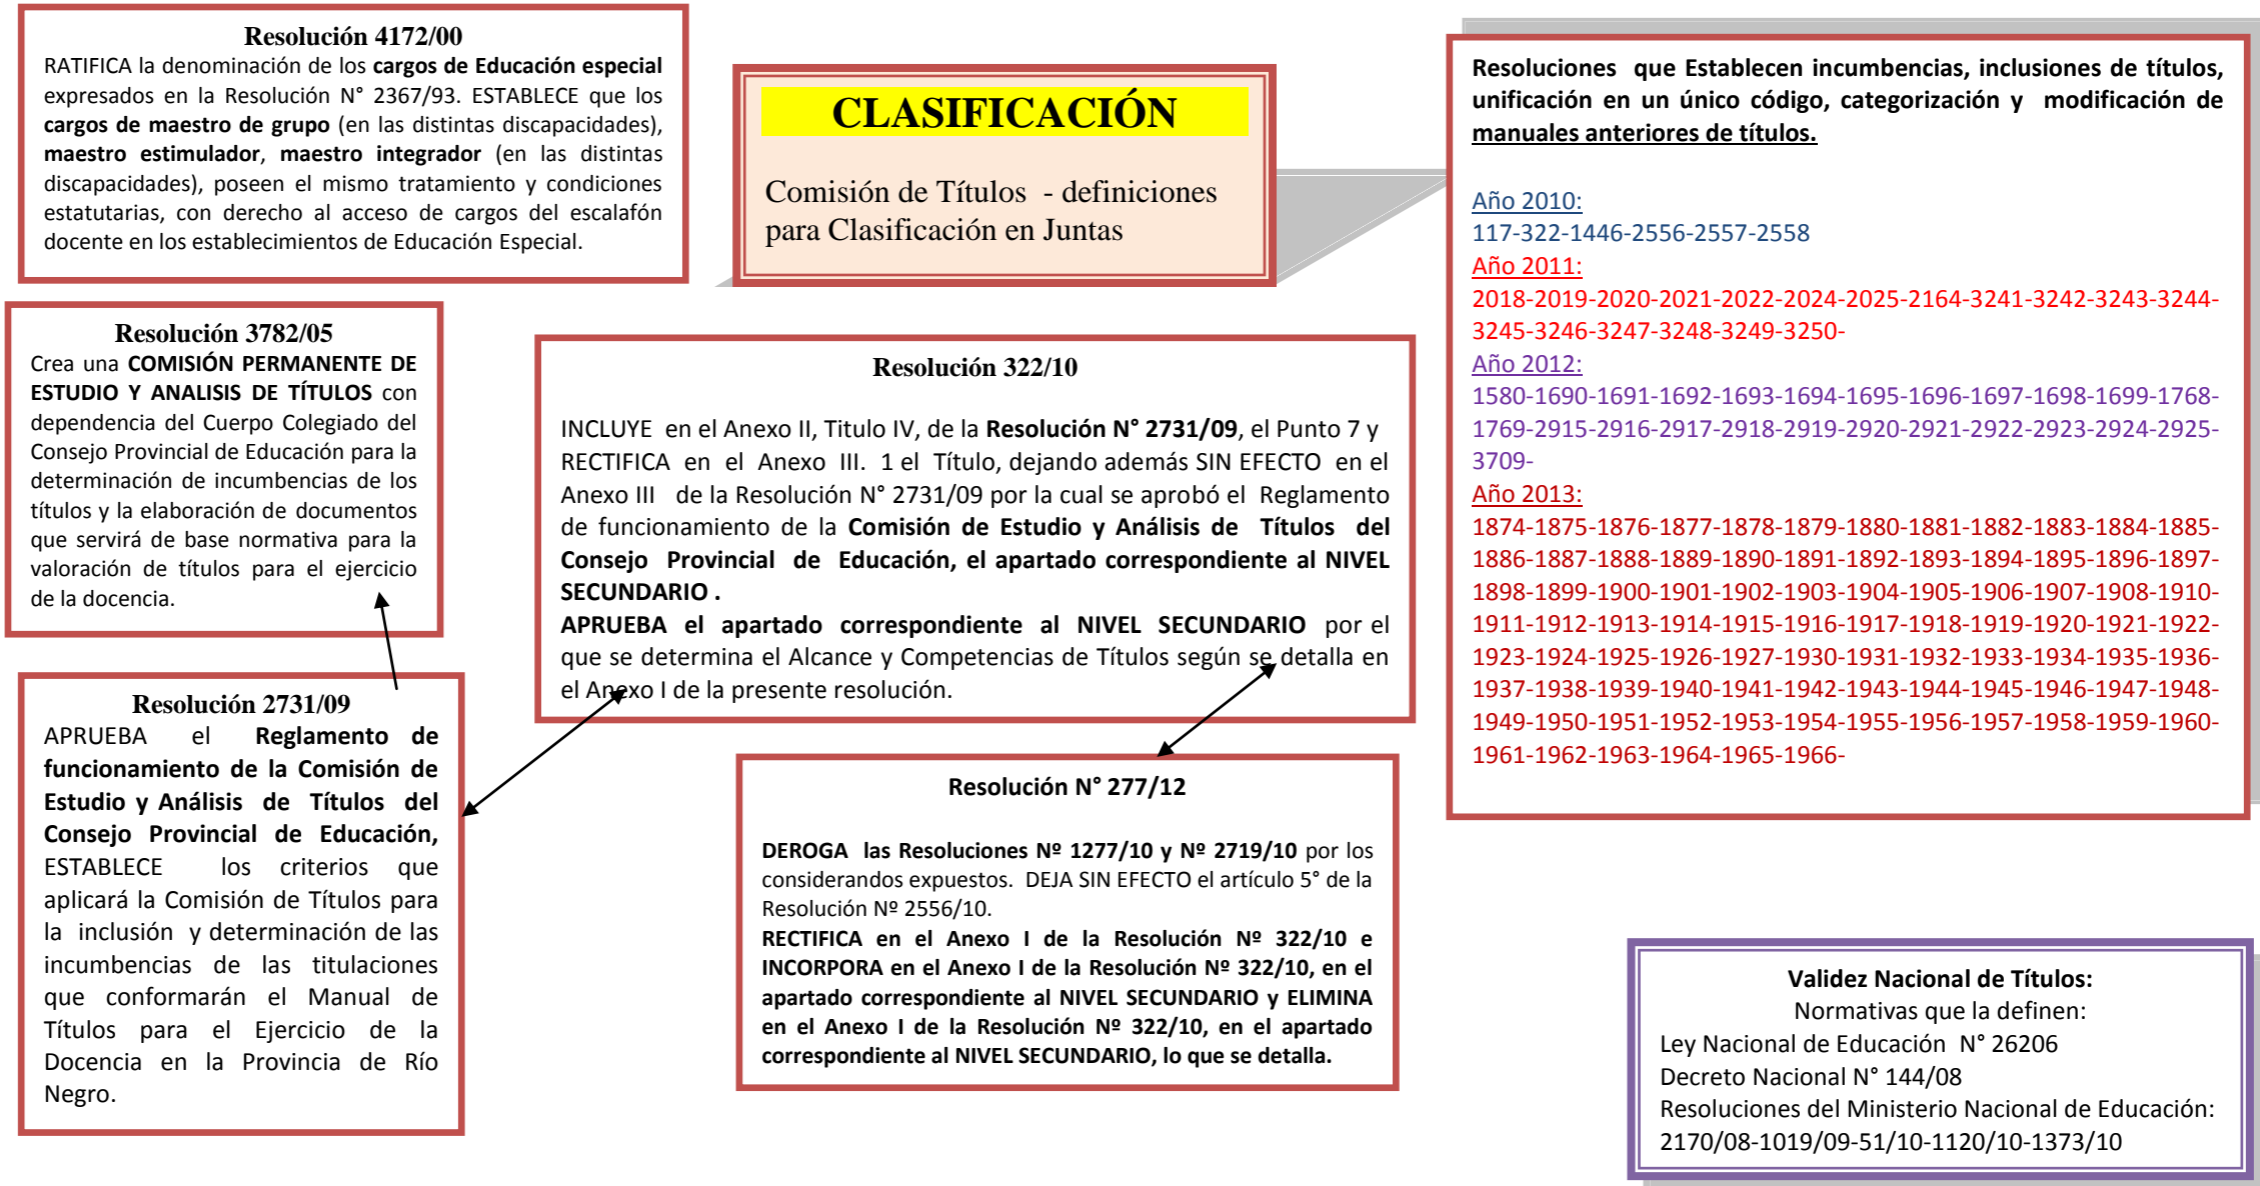 Resolución 4172/00
RATIFICA la denominación de los cargos de Educación especial
expresados en la Resolución N° 2367/93. ESTABLECE que los
cargos de maestro de grupo (en las distintas discapacidades),
maestro estimulador, maestro integrador (en las distintas
discapacidades), poseen el mismo tratamiento y condiciones
estatutarias, con derecho al acceso de cargos del escalafón
docente en los establecimientos de Educación Especial.
CLASIFICACIÓN
Comisión de Títulos - definiciones
para Clasificación en Juntas
Resoluciones que Establecen incumbencias, inclusiones de títulos,
unificación en un único código, categorización y modificación de
manuales anteriores de títulos.
Año 2010:
117-322-1446-2556-2557-2558
Año 2011:
2018-2019-2020-2021-2022-2024-2025-2164-3241-3242-3243-3244-
3245-3246-3247-3248-3249-3250-
Año 2012:
1580-1690-1691-1692-1693-1694-1695-1696-1697-1698-1699-1768-
1769-2915-2916-2917-2918-2919-2920-2921-2922-2923-2924-2925-
3709-
Año 2013:
1874-1875-1876-1877-1878-1879-1880-1881-1882-1883-1884-1885-
1886-1887-1888-1889-1890-1891-1892-1893-1894-1895-1896-1897-
1898-1899-1900-1901-1902-1903-1904-1905-1906-1907-1908-1910-
1911-1912-1913-1914-1915-1916-1917-1918-1919-1920-1921-1922-
1923-1924-1925-1926-1927-1930-1931-1932-1933-1934-1935-1936-
1937-1938-1939-1940-1941-1942-1943-1944-1945-1946-1947-1948-
1949-1950-1951-1952-1953-1954-1955-1956-1957-1958-1959-1960-
1961-1962-1963-1964-1965-1966-
Resolución 3782/05
Crea una COMISIÓN PERMANENTE DE
ESTUDIO Y ANALISIS DE TÍTULOS con
dependencia del Cuerpo Colegiado del
Consejo Provincial de Educación para la
determinación de incumbencias de los
títulos y la elaboración de documentos
que servirá de base normativa para la
valoración de títulos para el ejercicio
de la docencia.
Resolución 322/10
INCLUYE en el Anexo II, Titulo IV, de la Resolución N° 2731/09, el Punto 7 y
RECTIFICA en el Anexo III. 1 el Título, dejando además SIN EFECTO en el
Anexo III de la Resolución N° 2731/09 por la cual se aprobó el Reglamento
de funcionamiento de la Comisión de Estudio y Análisis de Títulos del
Consejo Provincial de Educación, el apartado correspondiente al NIVEL
SECUNDARIO .
APRUEBA el apartado correspondiente al NIVEL SECUNDARIO por el
que se determina el Alcance y Competencias de Títulos según se detalla en
el Anexo I de la presente resolución.
Resolución 2731/09
APRUEBA el Reglamento de
funcionamiento de la Comisión de
Estudio y Análisis de Títulos del
Consejo Provincial de Educación,
ESTABLECE los criterios que
aplicará la Comisión de Títulos para
la inclusión y determinación de las
incumbencias de las titulaciones
que conformarán el Manual de
Títulos para el Ejercicio de la
Docencia en la Provincia de Río
Negro.
Resolución N° 277/12
DEROGA las Resoluciones Nº 1277/10 y Nº 2719/10 por los
considerandos expuestos. DEJA SIN EFECTO el artículo 5° de la
Resolución Nº 2556/10.
RECTIFICA en el Anexo I de la Resolución Nº 322/10 e
INCORPORA en el Anexo I de la Resolución Nº 322/10, en el
apartado correspondiente al NIVEL SECUNDARIO y ELIMINA
en el Anexo I de la Resolución Nº 322/10, en el apartado
correspondiente al NIVEL SECUNDARIO, lo que se detalla.
Validez Nacional de Títulos:
Normativas que la definen:
Ley Nacional de Educación N° 26206
Decreto Nacional N° 144/08
Resoluciones del Ministerio Nacional de Educación:
2170/08-1019/09-51/10-1120/10-1373/10